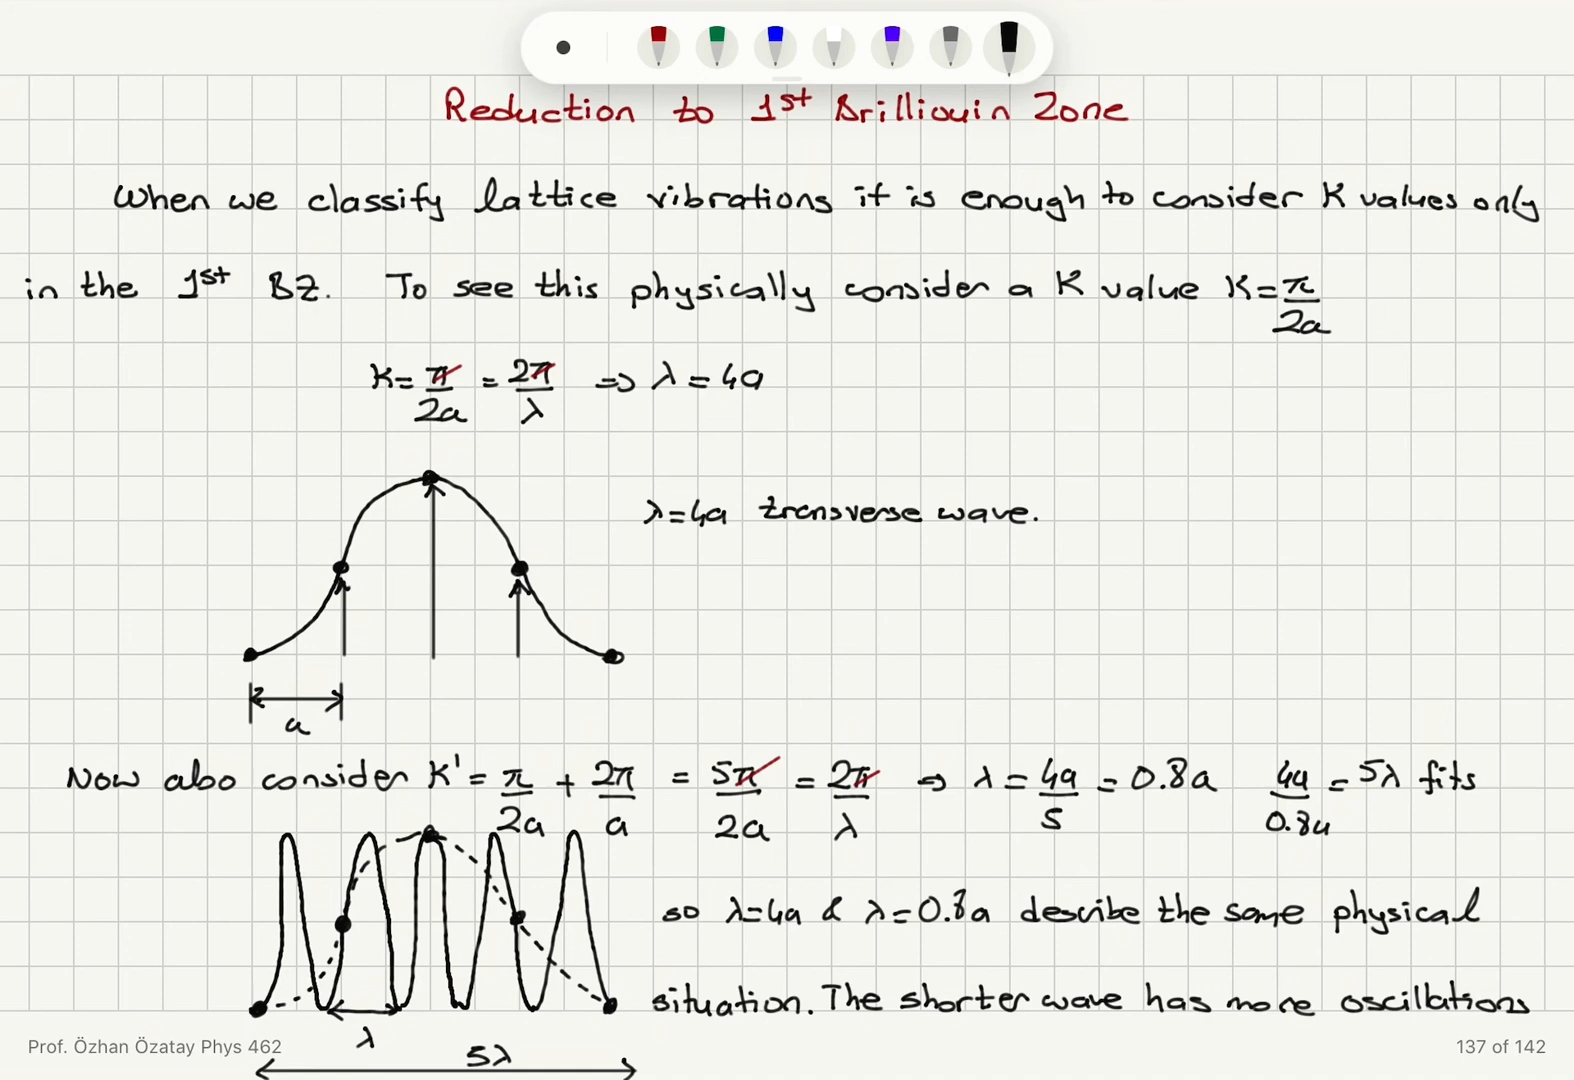 Reduction to 1st Brilliouin Zone
When we classify lattice vibrations it is enough to consider K values only
in the 1st BZ. To see this physically consider a K value K = π/2a
K = π/2a = 2π/λ ⇒ λ = 4a
λ=4a transverse wave.
a
Now also consider K' = π/2a + 2π/a = 5π/2a = 2π/λ ⇒ λ = 4a/5 = 0.8a 4a/0.8a = 5λ fits
so λ=4a & λ=0.8a describe the same physical
situation. The shorter wave has more oscillations
λ
5λ
Prof. Özhan Özatay Phys 462
137 of 142